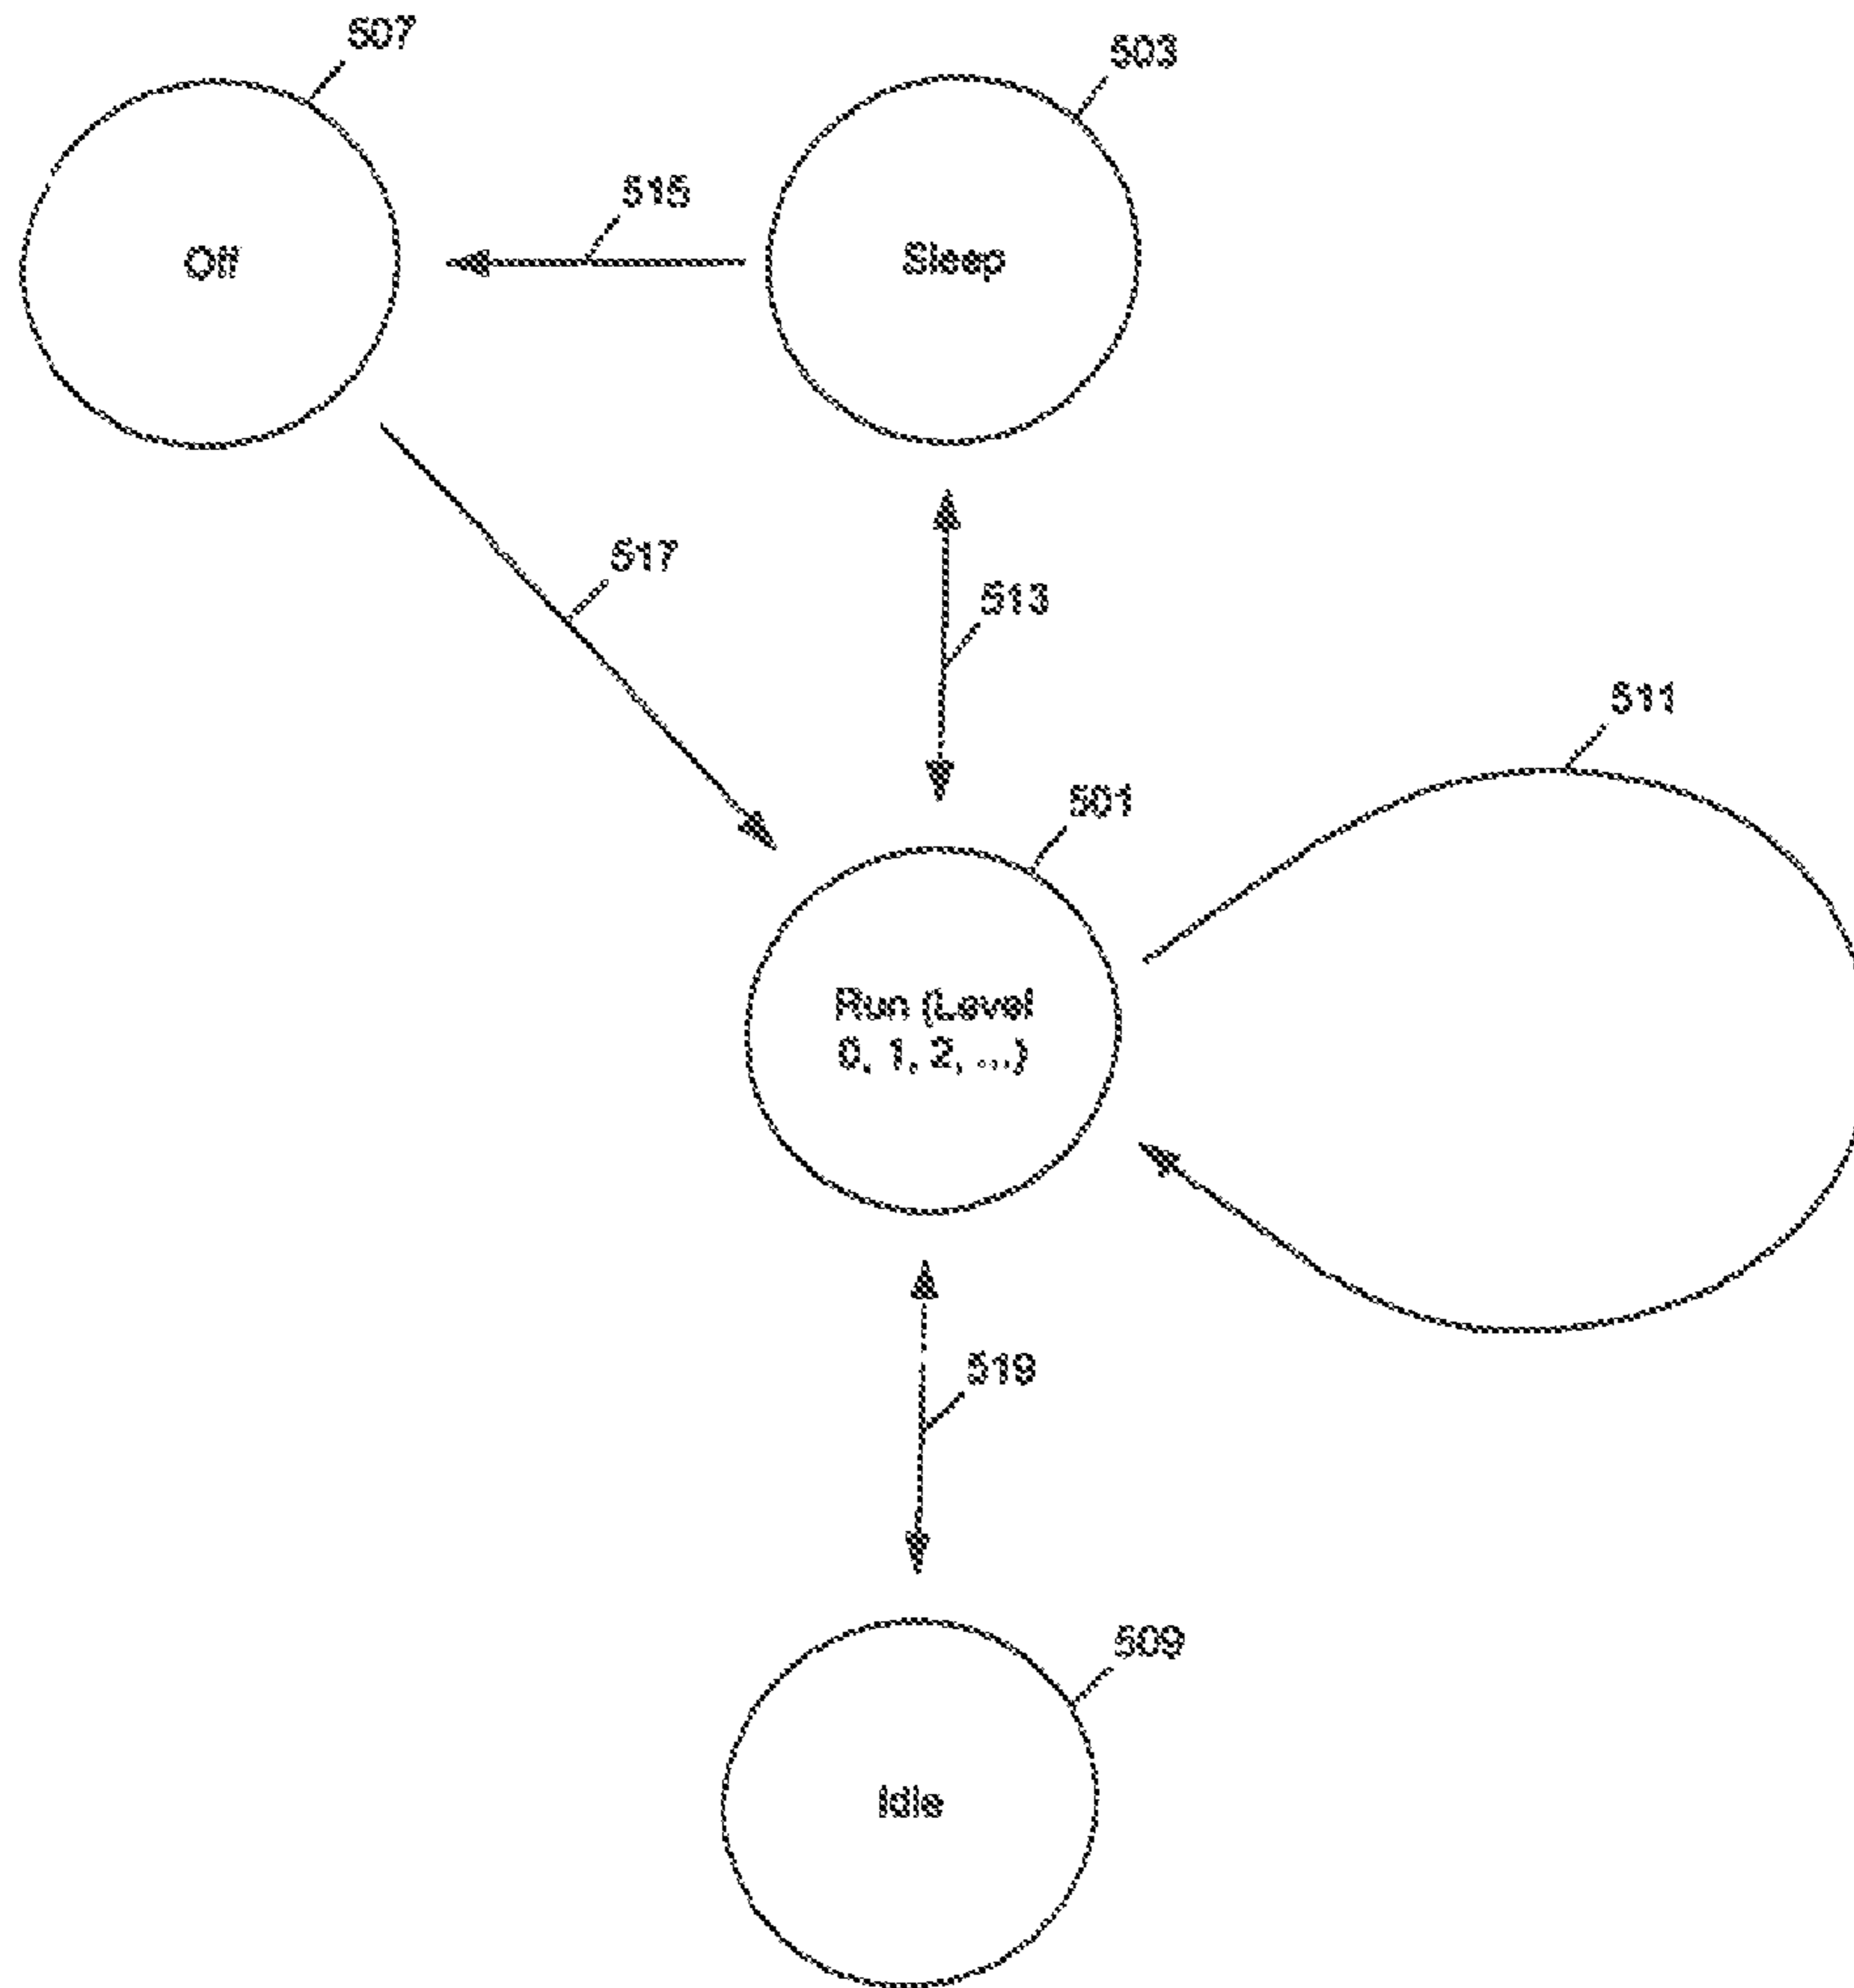 507
503
515
Off
Sleep
517
513
511
501
Run (Level
0, 1, 2, ...)
519
509
Idle